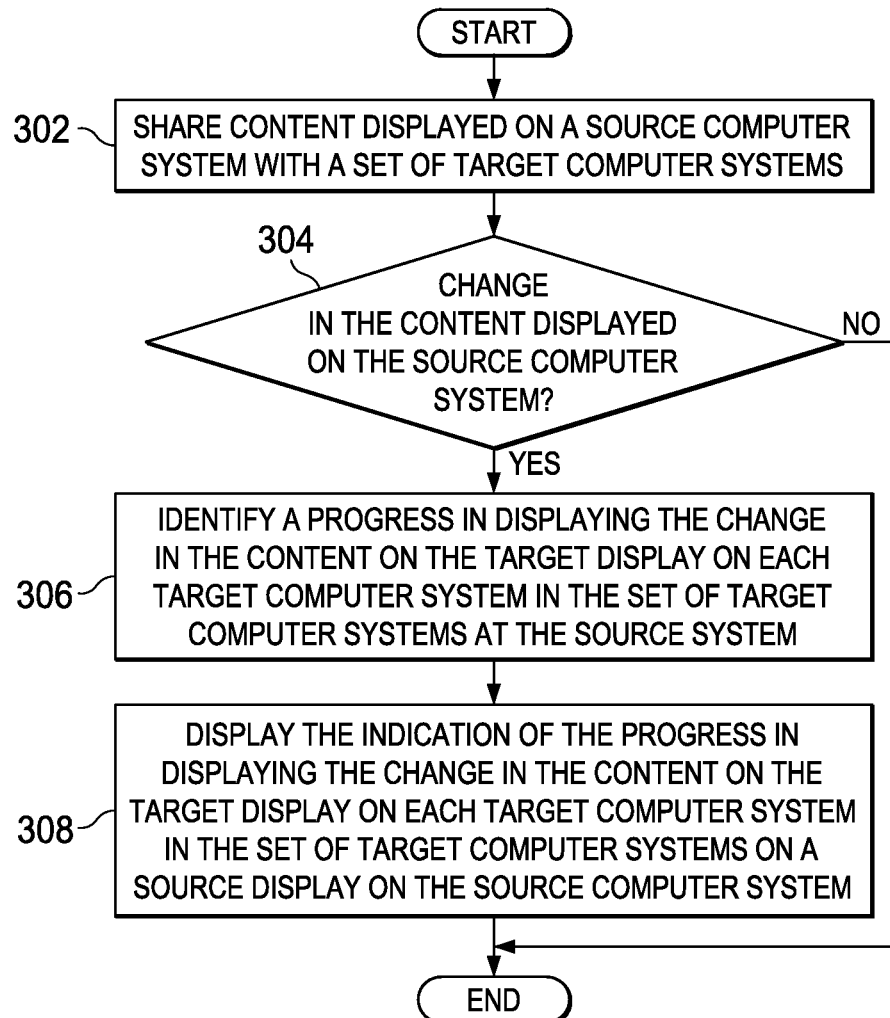 START
302
SHARE CONTENT DISPLAYED ON A SOURCE COMPUTER
SYSTEM WITH A SET OF TARGET COMPUTER SYSTEMS
304
CHANGE
IN THE CONTENT DISPLAYED
ON THE SOURCE COMPUTER
SYSTEM?
NO
YES
306
IDENTIFY A PROGRESS IN DISPLAYING THE CHANGE
IN THE CONTENT ON THE TARGET DISPLAY ON EACH
TARGET COMPUTER SYSTEM IN THE SET OF TARGET
COMPUTER SYSTEMS AT THE SOURCE SYSTEM
308
DISPLAY THE INDICATION OF THE PROGRESS IN
DISPLAYING THE CHANGE IN THE CONTENT ON THE
TARGET DISPLAY ON EACH TARGET COMPUTER SYSTEM
IN THE SET OF TARGET COMPUTER SYSTEMS ON A
SOURCE DISPLAY ON THE SOURCE COMPUTER SYSTEM
END